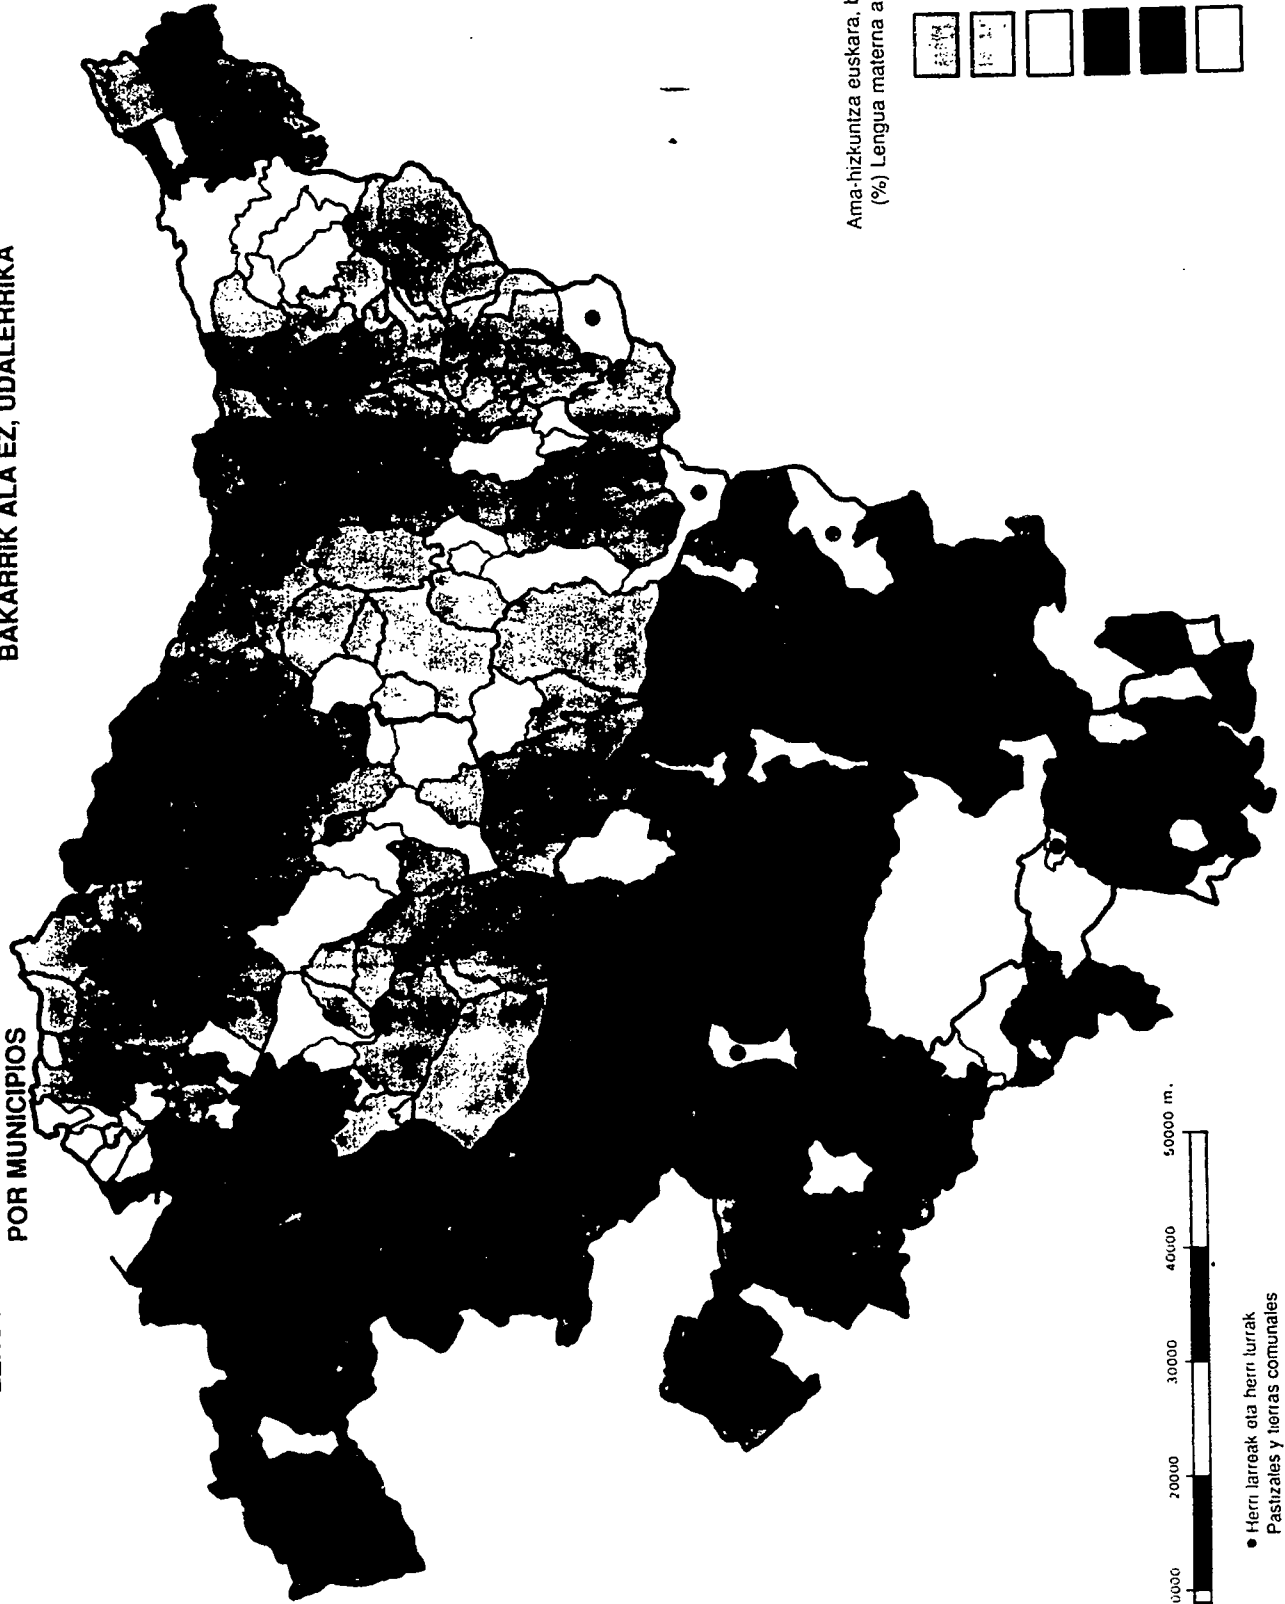 BAKARRIK ALA EZ, UDALERRIKA
POR MUNICIPIOS
Ama-hizkuntza euskara,
(%) Lengua materna
20000 30000 40000 50000 m.
• Herri larreak eta herri lurrak
Pastizales y tierras comunales